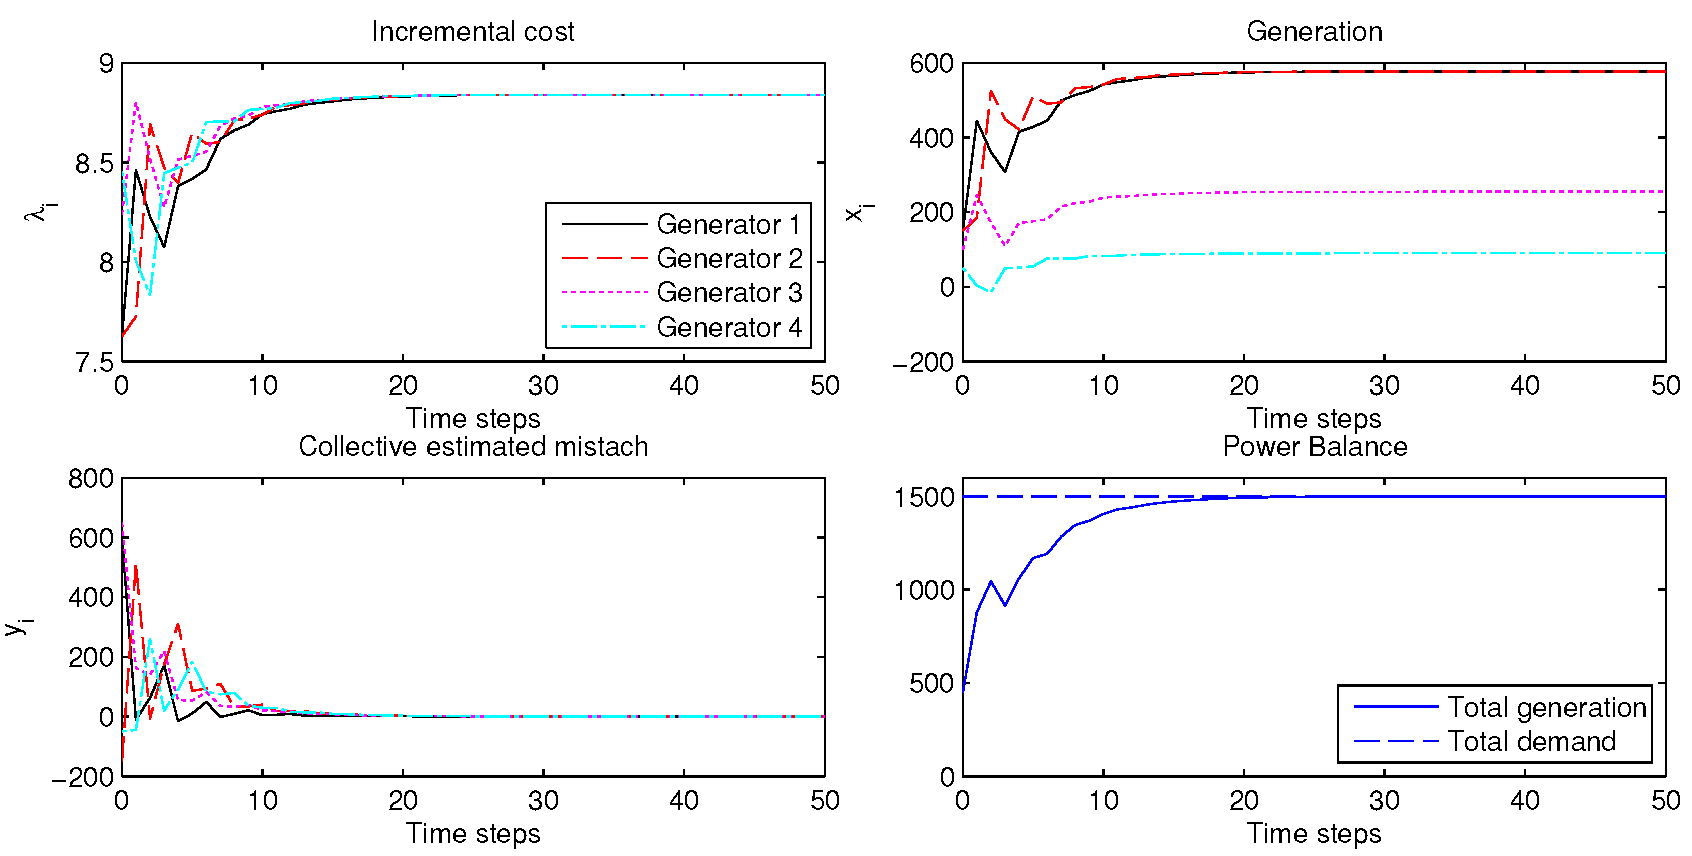 Incremental cost
9
8.5
8
7.5
λi
Generator 1
Generator 2
Generator 3
Generator 4
0 10 20 30 40 50
Time steps
Generation
600
400
200
0
−200
xi
0 10 20 30 40 50
Time steps
Collective estimated mistach
800
600
400
200
0
−200
yi
0 10 20 30 40 50
Time steps
Power Balance
1500
1000
500
0
Total generation
Total demand
0 10 20 30 40 50
Time steps